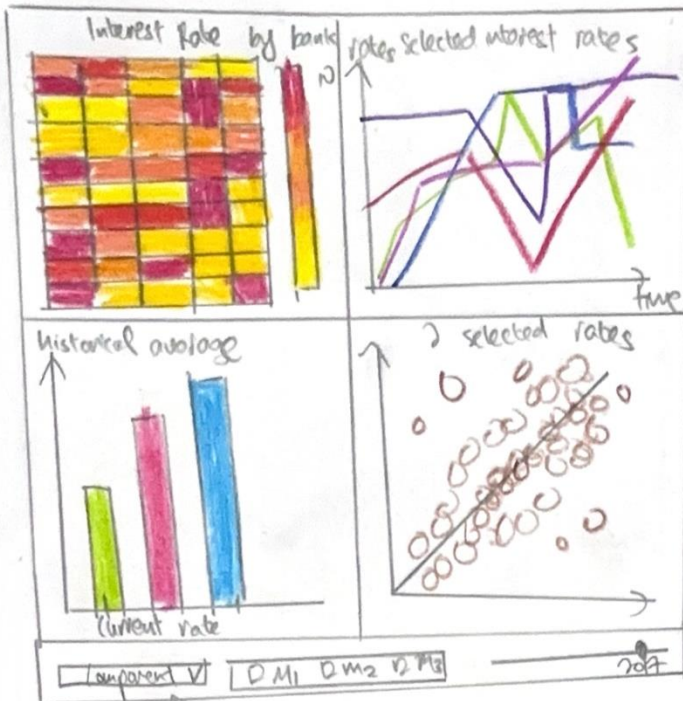 Interest Rate by bank
rates selected interest rates
time
historical average
2 selected rates
Current rate
M1 M2 M3
2017